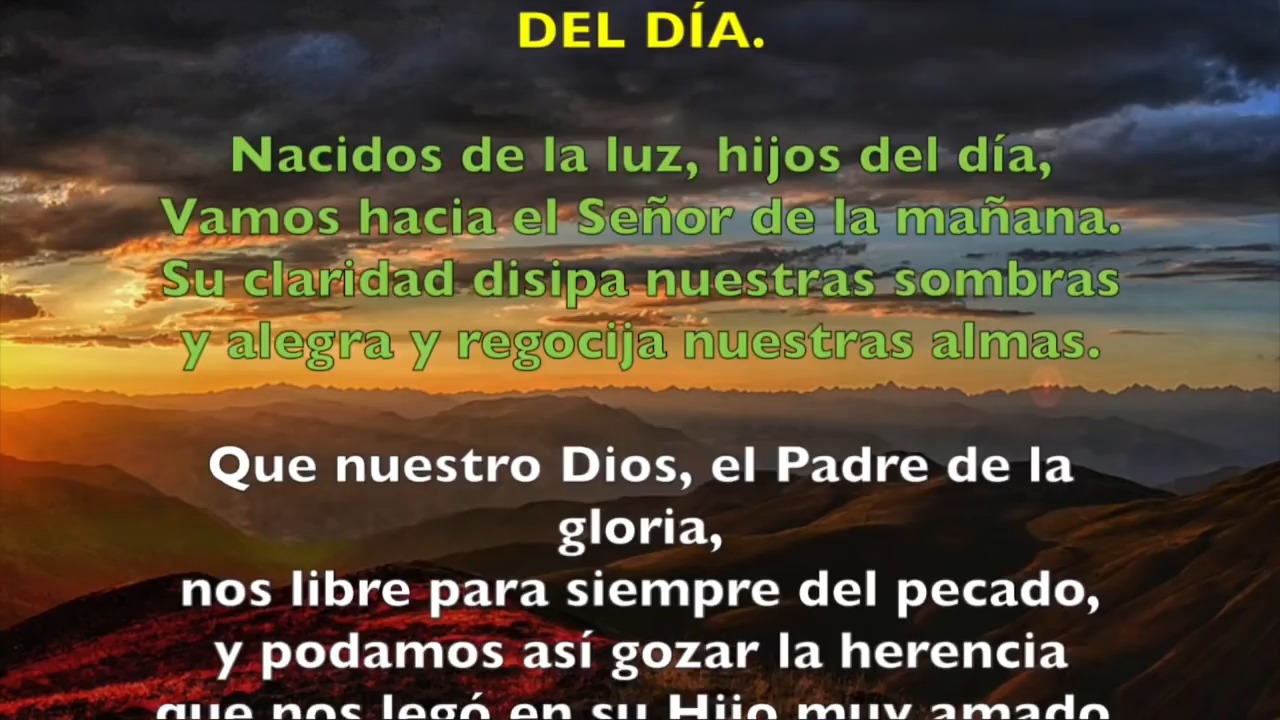 DEL DÍA.
Nacidos de la luz, hijos del día,
Vamos hacia el Señor de la mañana.
Su claridad disipa nuestras sombras
y alegra y regocija nuestras almas.
Que nuestro Dios, el Padre de la
gloria,
nos libre para siempre del pecado,
y podamos así gozar la herencia
que nos legó en su Hijo muy amado